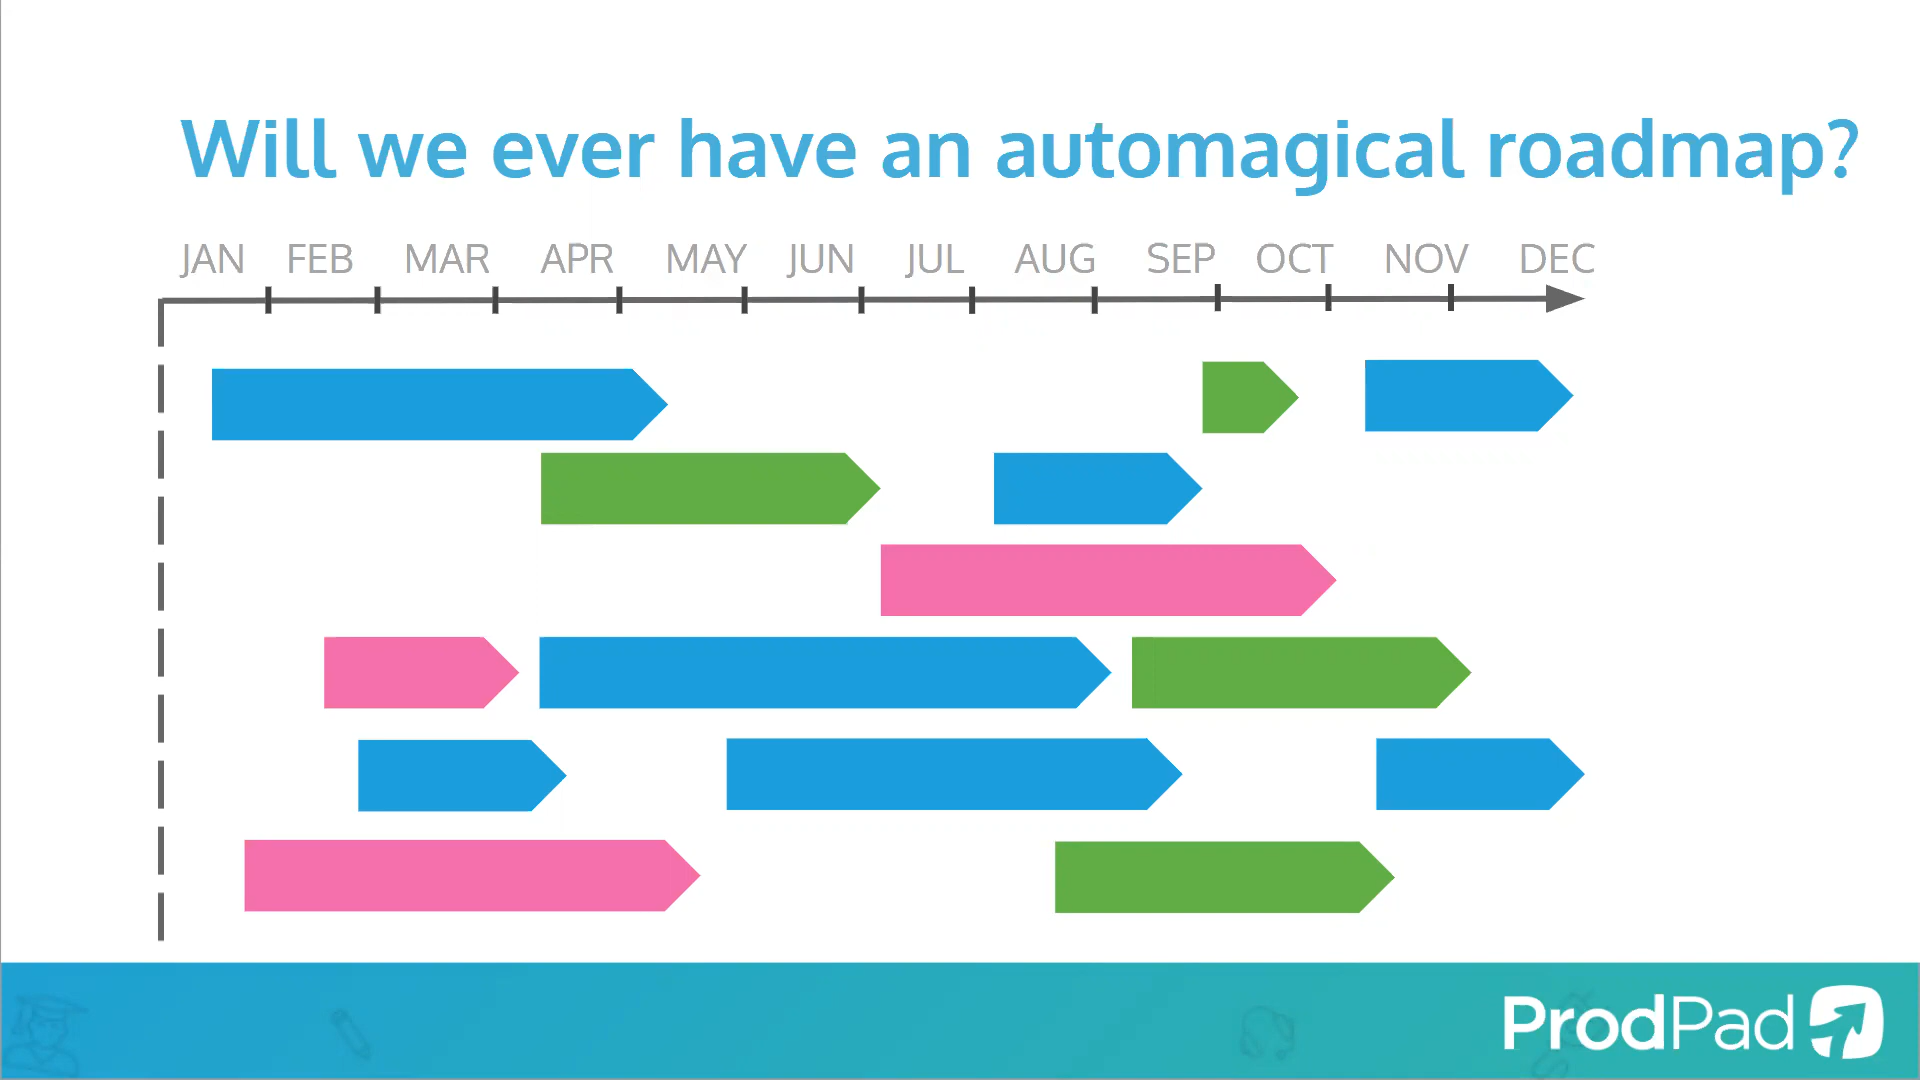 Will we ever have an automagical roadmap?
JAN FEB MAR APR MAY JUN JUL AUG SEP OCT NOV DEC
ProdPad